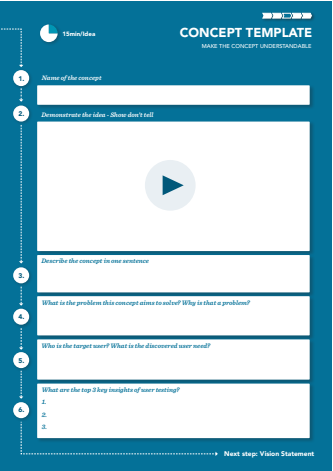 15min/Idea
CONCEPT TEMPLATE
MAKE THE CONCEPT UNDERSTANDABLE
1.
Name of the concept
2.
Demonstrate the idea - Show don't tell
3.
Describe the concept in one sentence
4.
What is the problem this concept aims to solve? Why is that a problem?
5.
Who is the target user? What is the discovered user need?
6.
What are the top 3 key insights of user testing?
1.
2.
3.
Next step: Vision Statement